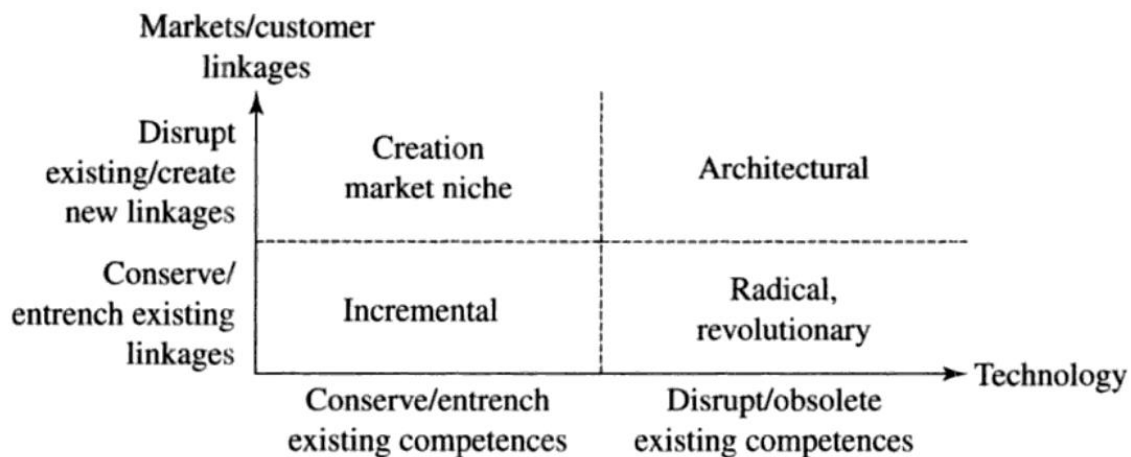 Markets/customer
linkages
Disrupt
existing/create
new linkages
Creation
market niche
Architectural
Conserve/
entrench existing
linkages
Incremental
Radical,
revolutionary
Technology
Conserve/entrench
existing competences
Disrupt/obsolete
existing competences